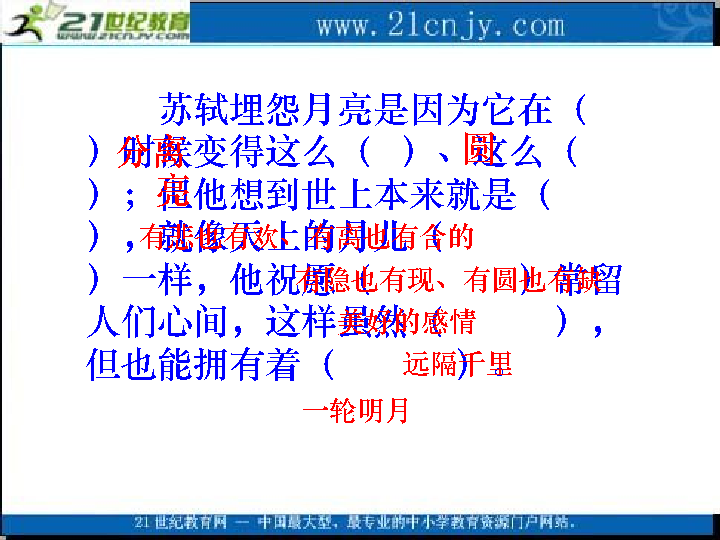 21世纪教育
WWW.21CNJY.COM
www.21cnjy.com
苏轼埋怨月亮是因为它在（
）时候变得这么（ ）、这么（
分离
圆
）；但他想到世上本来就是（
亮
），就像天上的月儿（
有悲也有欢、有离也有合的
）一样，他祝愿（ ）常留
有隐也有现、有圆也有缺
人们心间，这样虽然（ ），
美好的感情
但也能拥有着（ ）。
远隔千里
一轮明月
21世纪教育网 -- 中国最大型，最专业的中小学教育资源门户网站.